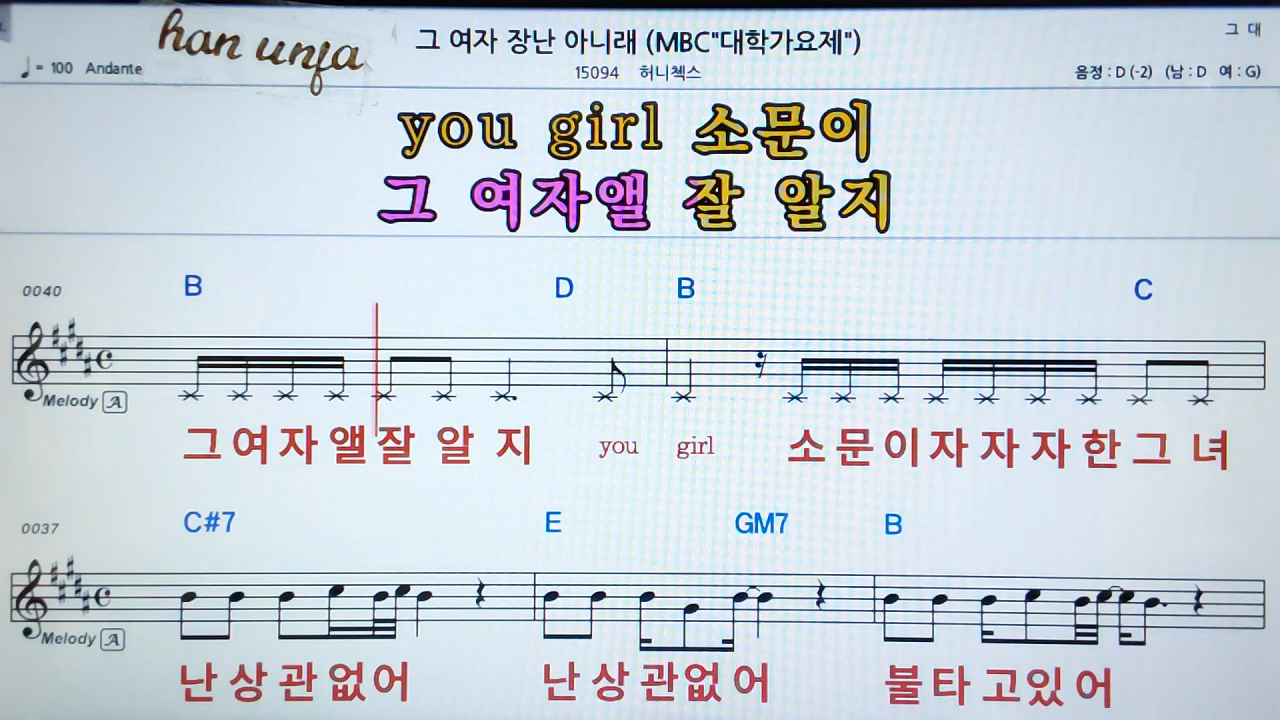 han unfa
그 여자 장난 아니래 (MBC"대학가요제")
그 대
♩= 100 Andante
15094 허니첵스
음정 : D (-2) (남 : D 여 : G)
you girl 소문이
그 여자앨 잘 알지
0040 B D B C
Melody A
그여자앨잘 알 지 you girl 소문이자 자 자한그 녀
0037 C#7 E GM7 B
Melody A
난상관없어 난상관없어 불타고있어